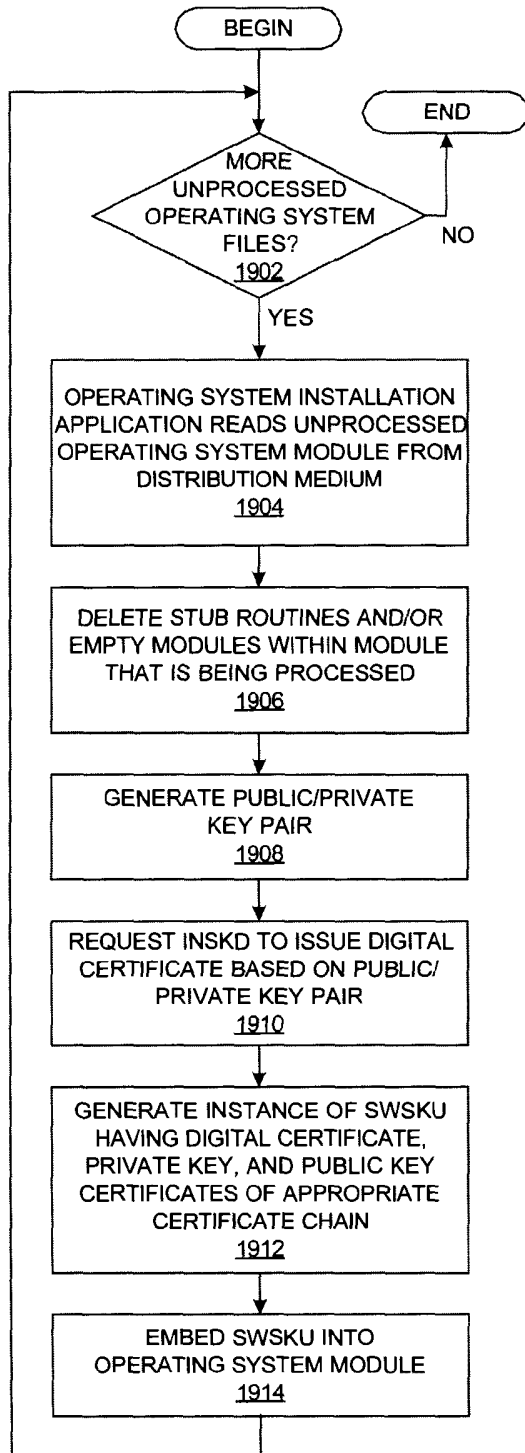 BEGIN
END
MORE
UNPROCESSED
OPERATING SYSTEM
FILES?
1902
NO
YES
OPERATING SYSTEM INSTALLATION
APPLICATION READS UNPROCESSED
OPERATING SYSTEM MODULE FROM
DISTRIBUTION MEDIUM
1904
DELETE STUB ROUTINES AND/OR
EMPTY MODULES WITHIN MODULE
THAT IS BEING PROCESSED
1906
GENERATE PUBLIC/PRIVATE
KEY PAIR
1908
REQUEST INSKD TO ISSUE DIGITAL
CERTIFICATE BASED ON PUBLIC/
PRIVATE KEY PAIR
1910
GENERATE INSTANCE OF SWSKU
HAVING DIGITAL CERTIFICATE,
PRIVATE KEY, AND PUBLIC KEY
CERTIFICATES OF APPROPRIATE
CERTIFICATE CHAIN
1912
EMBED SWSKU INTO
OPERATING SYSTEM MODULE
1914